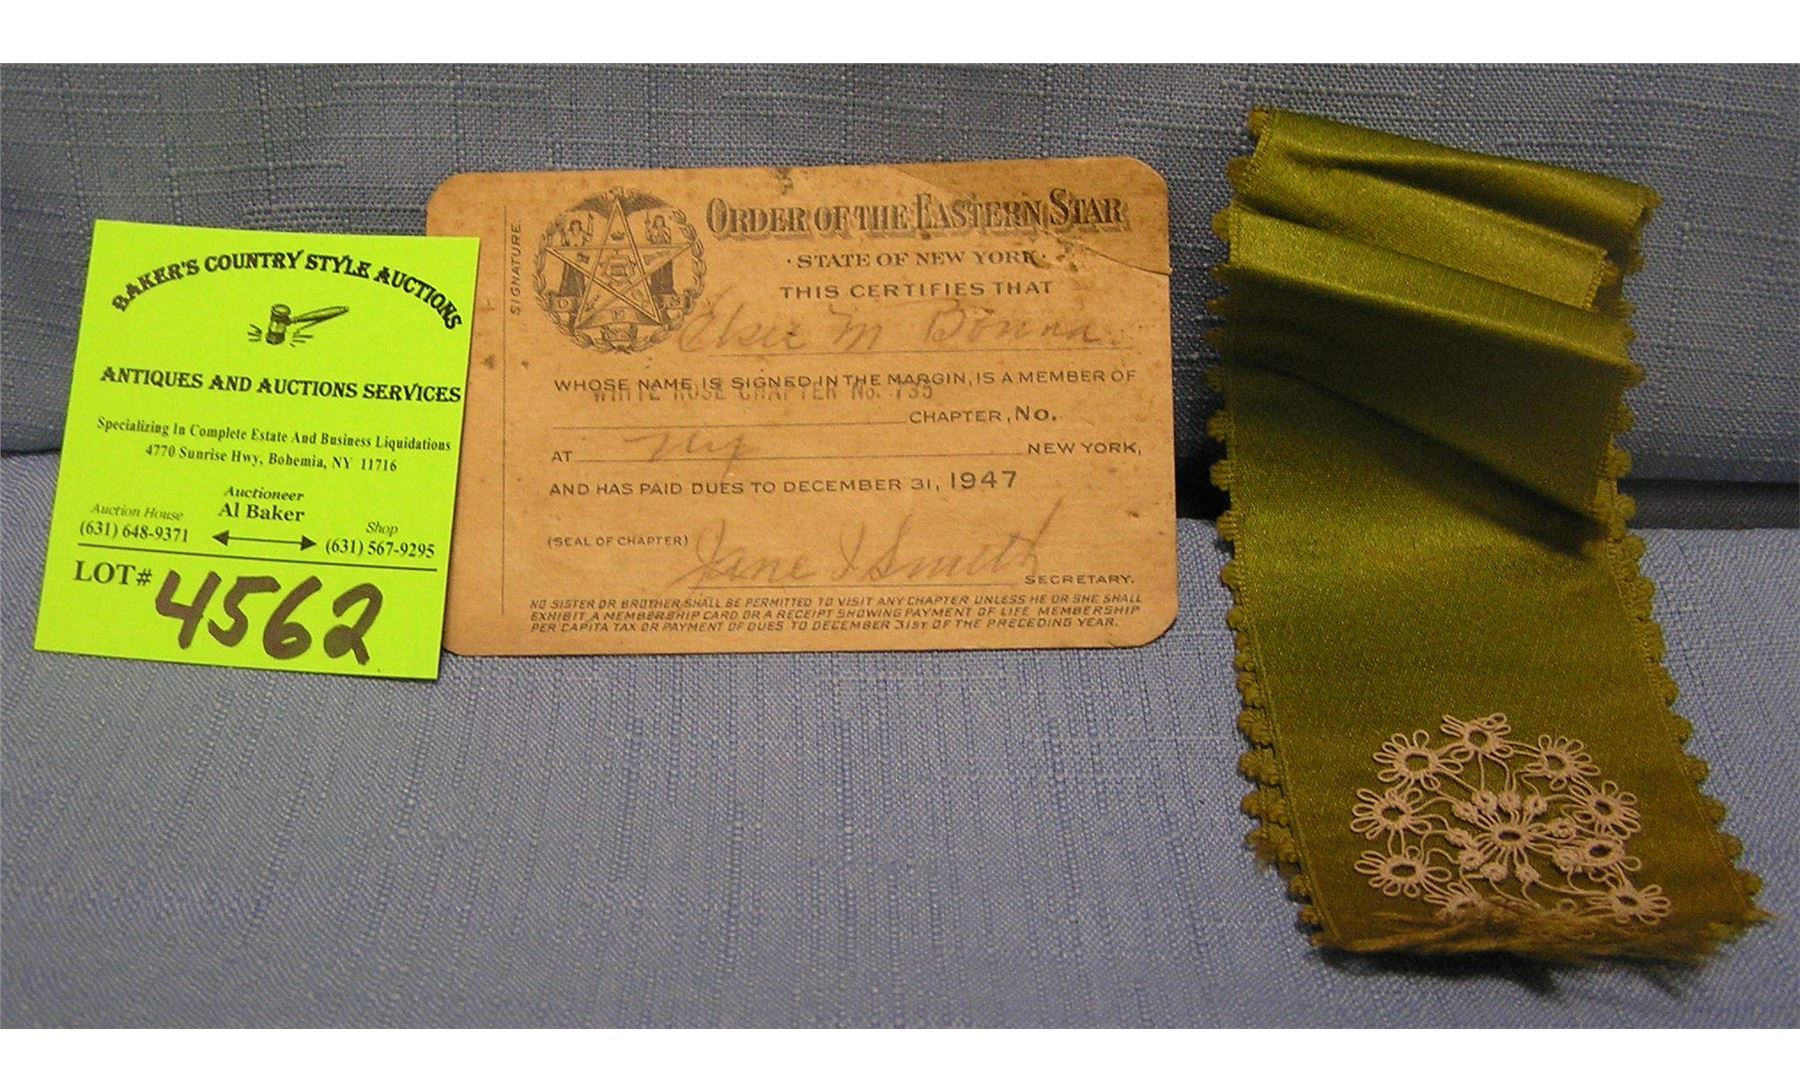 BAKER'S COUNTRY STYLE AUCTIONS
ANTIQUES AND AUCTIONS SERVICES
Specializing In Complete Estate And Business Liquidations
4770 Sunrise Hwy, Bohemia, NY 11716
Auctioneer
Al Baker
Auction House
(631) 648-9371
Shop
(631) 567-9295
LOT# 4562
SIGNATURE.
ORDER OF THE EASTERN STAR
· STATE OF NEW YORK ·
THIS CERTIFIES THAT
Elsie M
WHOSE NAME IS SIGNED IN THE MARGIN, IS A MEMBER OF
WHITE ROSE CHAPTER No. 735
CHAPTER, No.
AT NEW YORK,
AND HAS PAID DUES TO DECEMBER 31, 1947
(SEAL OF CHAPTER)
Jane I Smith
SECRETARY.
NO SISTER OR BROTHER SHALL BE PERMITTED TO VISIT ANY CHAPTER UNLESS HE OR SHE SHALL
EXHIBIT A MEMBERSHIP CARD OR A RECEIPT SHOWING PAYMENT OF LIFE MEMBERSHIP
PER CAPITA TAX OR PAYMENT OF DUES TO DECEMBER 31ST OF THE PRECEDING YEAR.